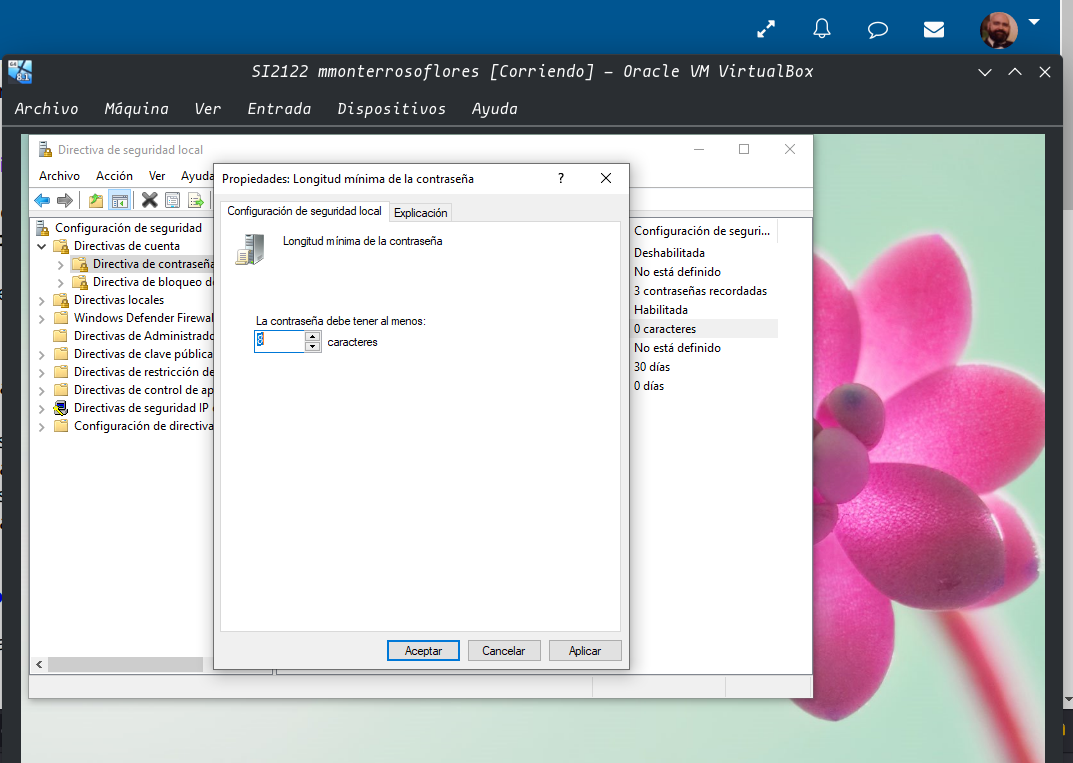 SI2122 mmonterrosoflores [Corriendo] – Oracle VM VirtualBox
Archivo Máquina Ver Entrada Dispositivos Ayuda
Directiva de seguridad local
Archivo Acción Ver Ayuda
Configuración de seguridad
Directivas de cuenta
Directiva de contraseña
Directiva de bloqueo d
Directivas locales
Windows Defender Firewal
Directivas de Administrado
Directivas de clave pública
Directivas de restricción de
Directivas de control de ap
Directivas de seguridad IP
Configuración de directiva
Propiedades: Longitud mínima de la contraseña
?
Configuración de seguridad local Explicación
Longitud mínima de la contraseña
La contraseña debe tener al menos:
8 caracteres
Aceptar Cancelar Aplicar
Configuración de seguri...
Deshabilitada
No está definido
3 contraseñas recordadas
Habilitada
0 caracteres
No está definido
30 días
0 días